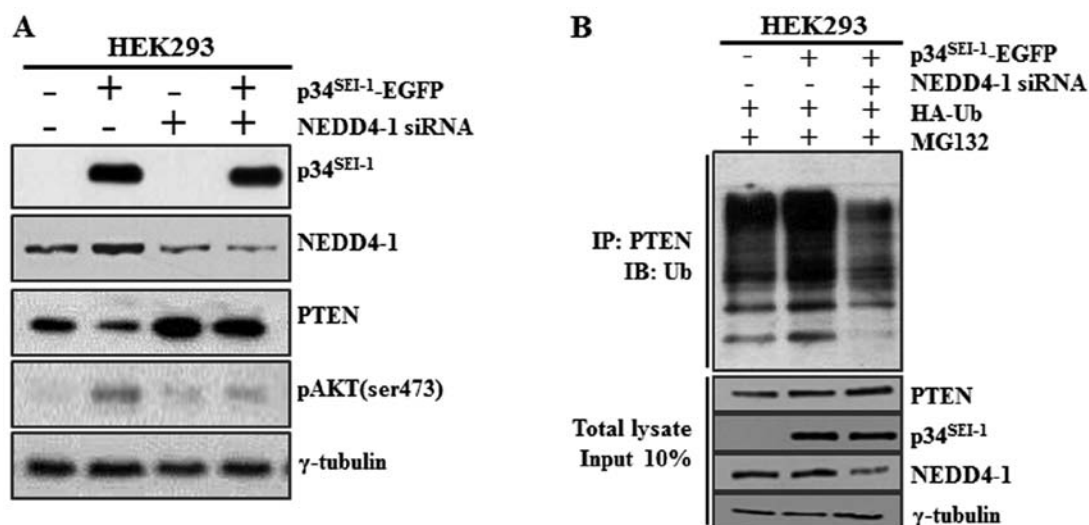 A
HEK293
- + - + p34SEI-1-EGFP
- - + + NEDD4-1 siRNA
p34SEI-1
NEDD4-1
PTEN
pAKT(ser473)
γ-tubulin
B
HEK293
- + + p34SEI-1-EGFP
- - + NEDD4-1 siRNA
+ + + HA-Ub
+ + + MG132
IP: PTEN
IB: Ub
Total lysate
Input 10%
PTEN
p34SEI-1
NEDD4-1
γ-tubulin